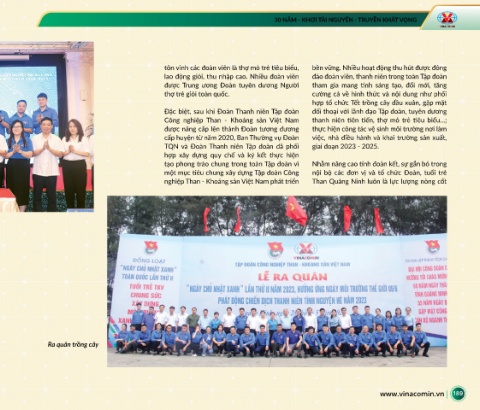 30 NĂM - KHƠI TÀI NGUYÊN - TRUYỀN KHÁT VỌNG
VINACOMIN
tôn vinh các đoàn viên là thợ mỏ trẻ tiêu biểu,
lao động giỏi, thu nhập cao. Nhiều đoàn viên
được Trung ương Đoàn tuyên dương Người
thợ trẻ giỏi toàn quốc.
Đặc biệt, sau khi Đoàn Thanh niên Tập đoàn
Công nghiệp Than - Khoáng sản Việt Nam
được nâng cấp lên thành Đoàn tương đương
cấp huyện từ năm 2020, Ban Thường vụ Đoàn
TQN và Đoàn Thanh niên Tập đoàn đã phối
hợp xây dựng quy chế và ký kết thực hiện
tạo phong trào chung trong toàn Tập đoàn vì
một mục tiêu chung xây dựng Tập đoàn Công
nghiệp Than - Khoáng sản Việt Nam phát triển
bền vững. Nhiều hoạt động thu hút được đông
đảo đoàn viên, thanh niên trong toàn Tập đoàn
tham gia mang tính sáng tạo, đổi mới, tăng
cường cả về hình thức và nội dung như phối
hợp tổ chức Tết trồng cây đầu xuân, gặp mặt
đối thoại với lãnh đạo Tập đoàn, tuyên dương
thanh niên tiên tiến, thợ mỏ trẻ tiêu biểu...;
thực hiện công tác vệ sinh môi trường nơi làm
việc, nhà điều hành và khai trường sản xuất,
giai đoạn 2023 - 2025.
Nhằm nâng cao tính đoàn kết, sự gắn bó trong
nội bộ các đơn vị và tổ chức Đoàn, tuổi trẻ
Than Quảng Ninh luôn là lực lượng nòng cốt
ĐỒNG LOẠT
"NGÀY CHỦ NHẬT XANH"
TOÀN QUỐC LẦN THỨ II
TUỔI TRẺ TKV
CHUNG SỨC
XÂY DỰNG
VINACOMIN
TẬP ĐOÀN CÔNG NGHIỆP THAN - KHOÁNG SẢN VIỆT NAM
LỄ RA QUÂN
"NGÀY CHỦ NHẬT XANH" LẦN THỨ II NĂM 2023, HƯỞNG ỨNG NGÀY MÔI TRƯỜNG THẾ GIỚI
PHÁT ĐỘNG CHIẾN DỊCH THANH NIÊN TÌNH NGUYỆN HÈ NĂM 2023
Ra quân trồng cây
www.vinacomin.vn
189